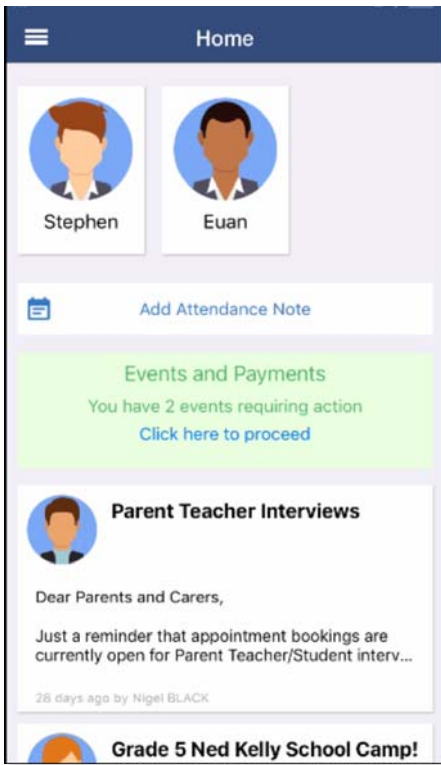 Home
Stephen
Euan
Add Attendance Note
Events and Payments
You have 2 events requiring action
Click here to proceed
Parent Teacher Interviews
Dear Parents and Carers,
Just a reminder that appointment bookings are
currently open for Parent Teacher/Student interv...
28 days ago by Nigel BLACK
Grade 5 Ned Kelly School Camp!